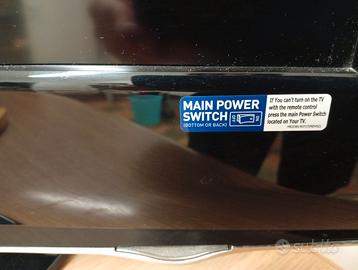 MAIN POWER
SWITCH
(BOTTOM OR BACK)
If You can't turn on the TV
with the remote control
press the main Power Switch
located on Your TV.
subito